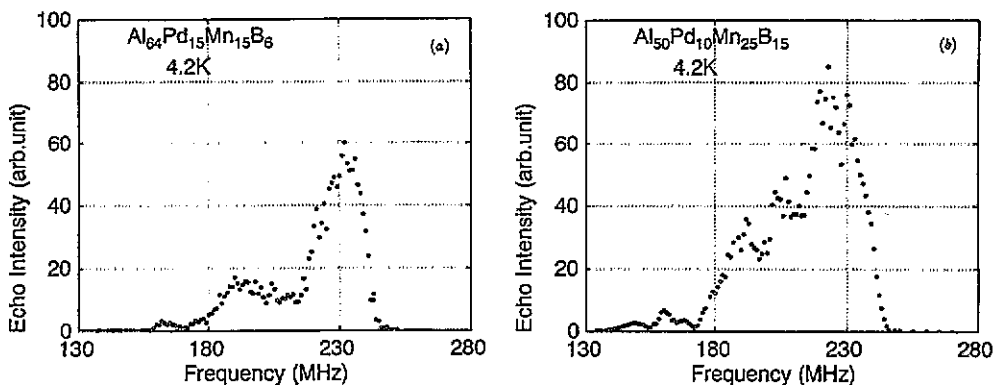 100
80
60
40
20
0
Echo Intensity (arb.unit)
Al64Pd15Mn15B6
4.2K
(a)
130
180
230
280
Frequency (MHz)
100
80
60
40
20
0
Echo Intensity (arb.unit)
Al50Pd10Mn25B15
4.2K
(b)
130
180
230
280
Frequency (MHz)